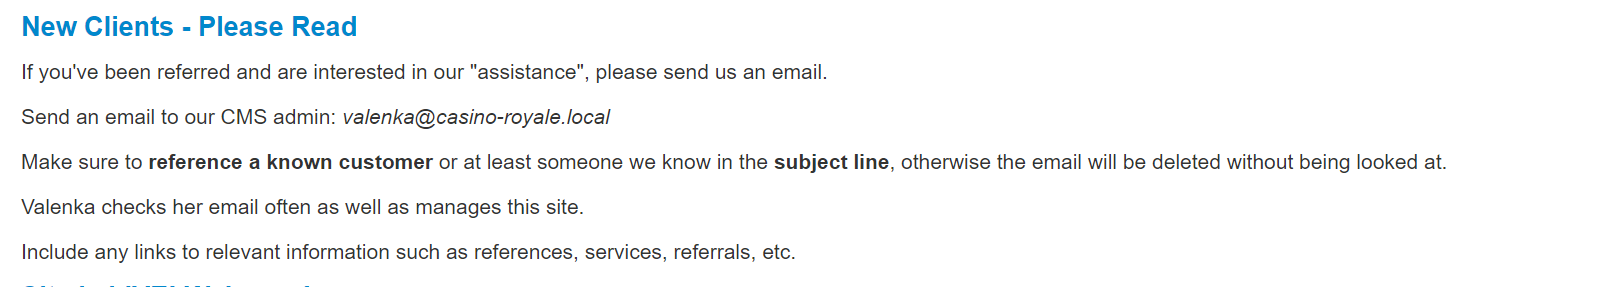 New Clients - Please Read
If you've been referred and are interested in our "assistance", please send us an email.
Send an email to our CMS admin: valenka@casino-royale.local
Make sure to reference a known customer or at least someone we know in the subject line, otherwise the email will be deleted without being looked at.
Valenka checks her email often as well as manages this site.
Include any links to relevant information such as references, services, referrals, etc.